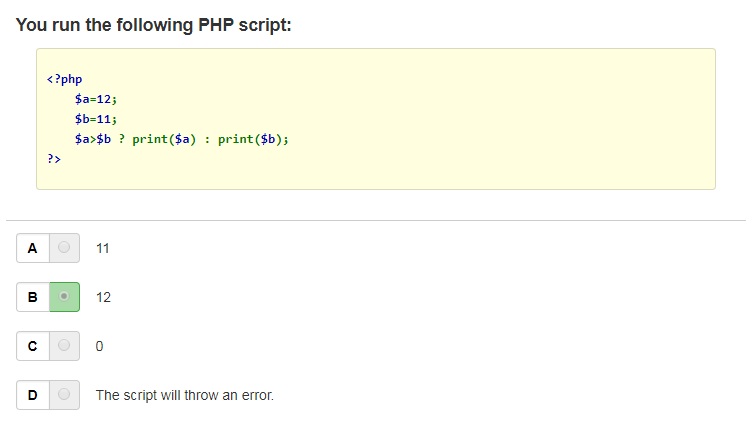 You run the following PHP script:
<?php
$a=12;
$b=11;
$a>$b ? print($a) : print($b);
?>
A 11
B 12
C 0
D The script will throw an error.